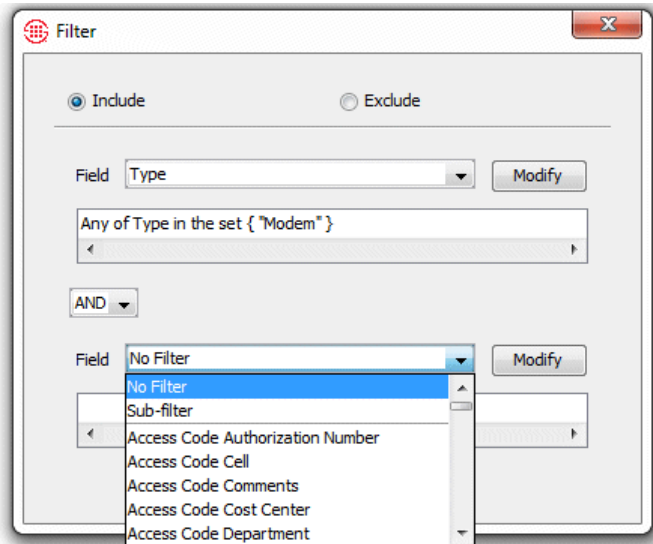 Filter
Include Exclude
Field Type Modify
Any of Type in the set { "Modem" }
AND
Field No Filter Modify
No Filter
Sub-filter
Access Code Authorization Number
Access Code Cell
Access Code Comments
Access Code Cost Center
Access Code Department